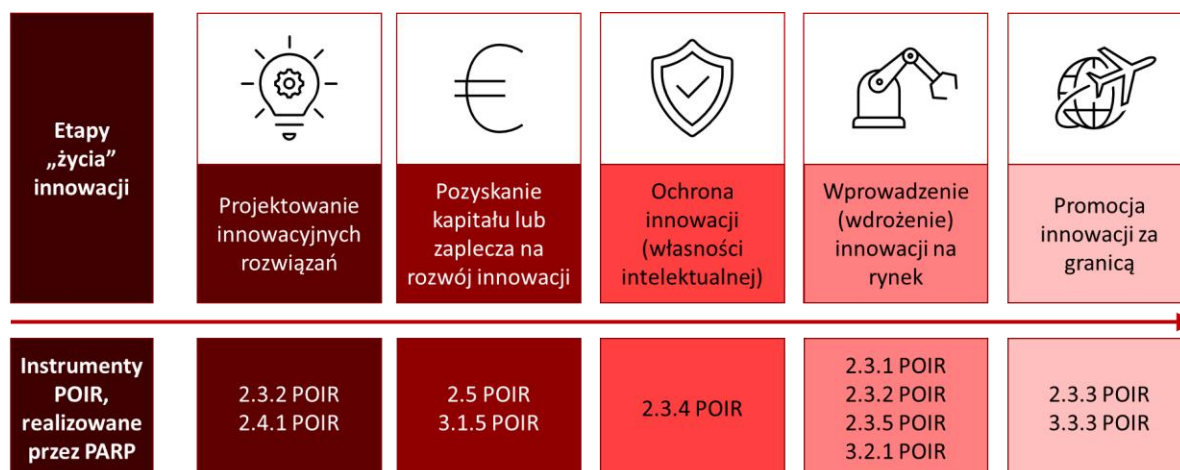 Etapy
„życia”
innowacji
Projektowanie
innowacyjnych
rozwiązań
Pozyskanie
kapitału lub
zaplecza na
rozwój innowacji
Ochrona
innowacji
(własności
intelektualnej)
Wprowadzenie
(wdrożenie)
innowacji na
rynek
Promocja
innowacji za
granicą
Instrumenty
POIR,
realizowane
przez PARP
2.3.2 POIR
2.4.1 POIR
2.5 POIR
3.1.5 POIR
2.3.4 POIR
2.3.1 POIR
2.3.2 POIR
2.3.5 POIR
3.2.1 POIR
2.3.3 POIR
3.3.3 POIR